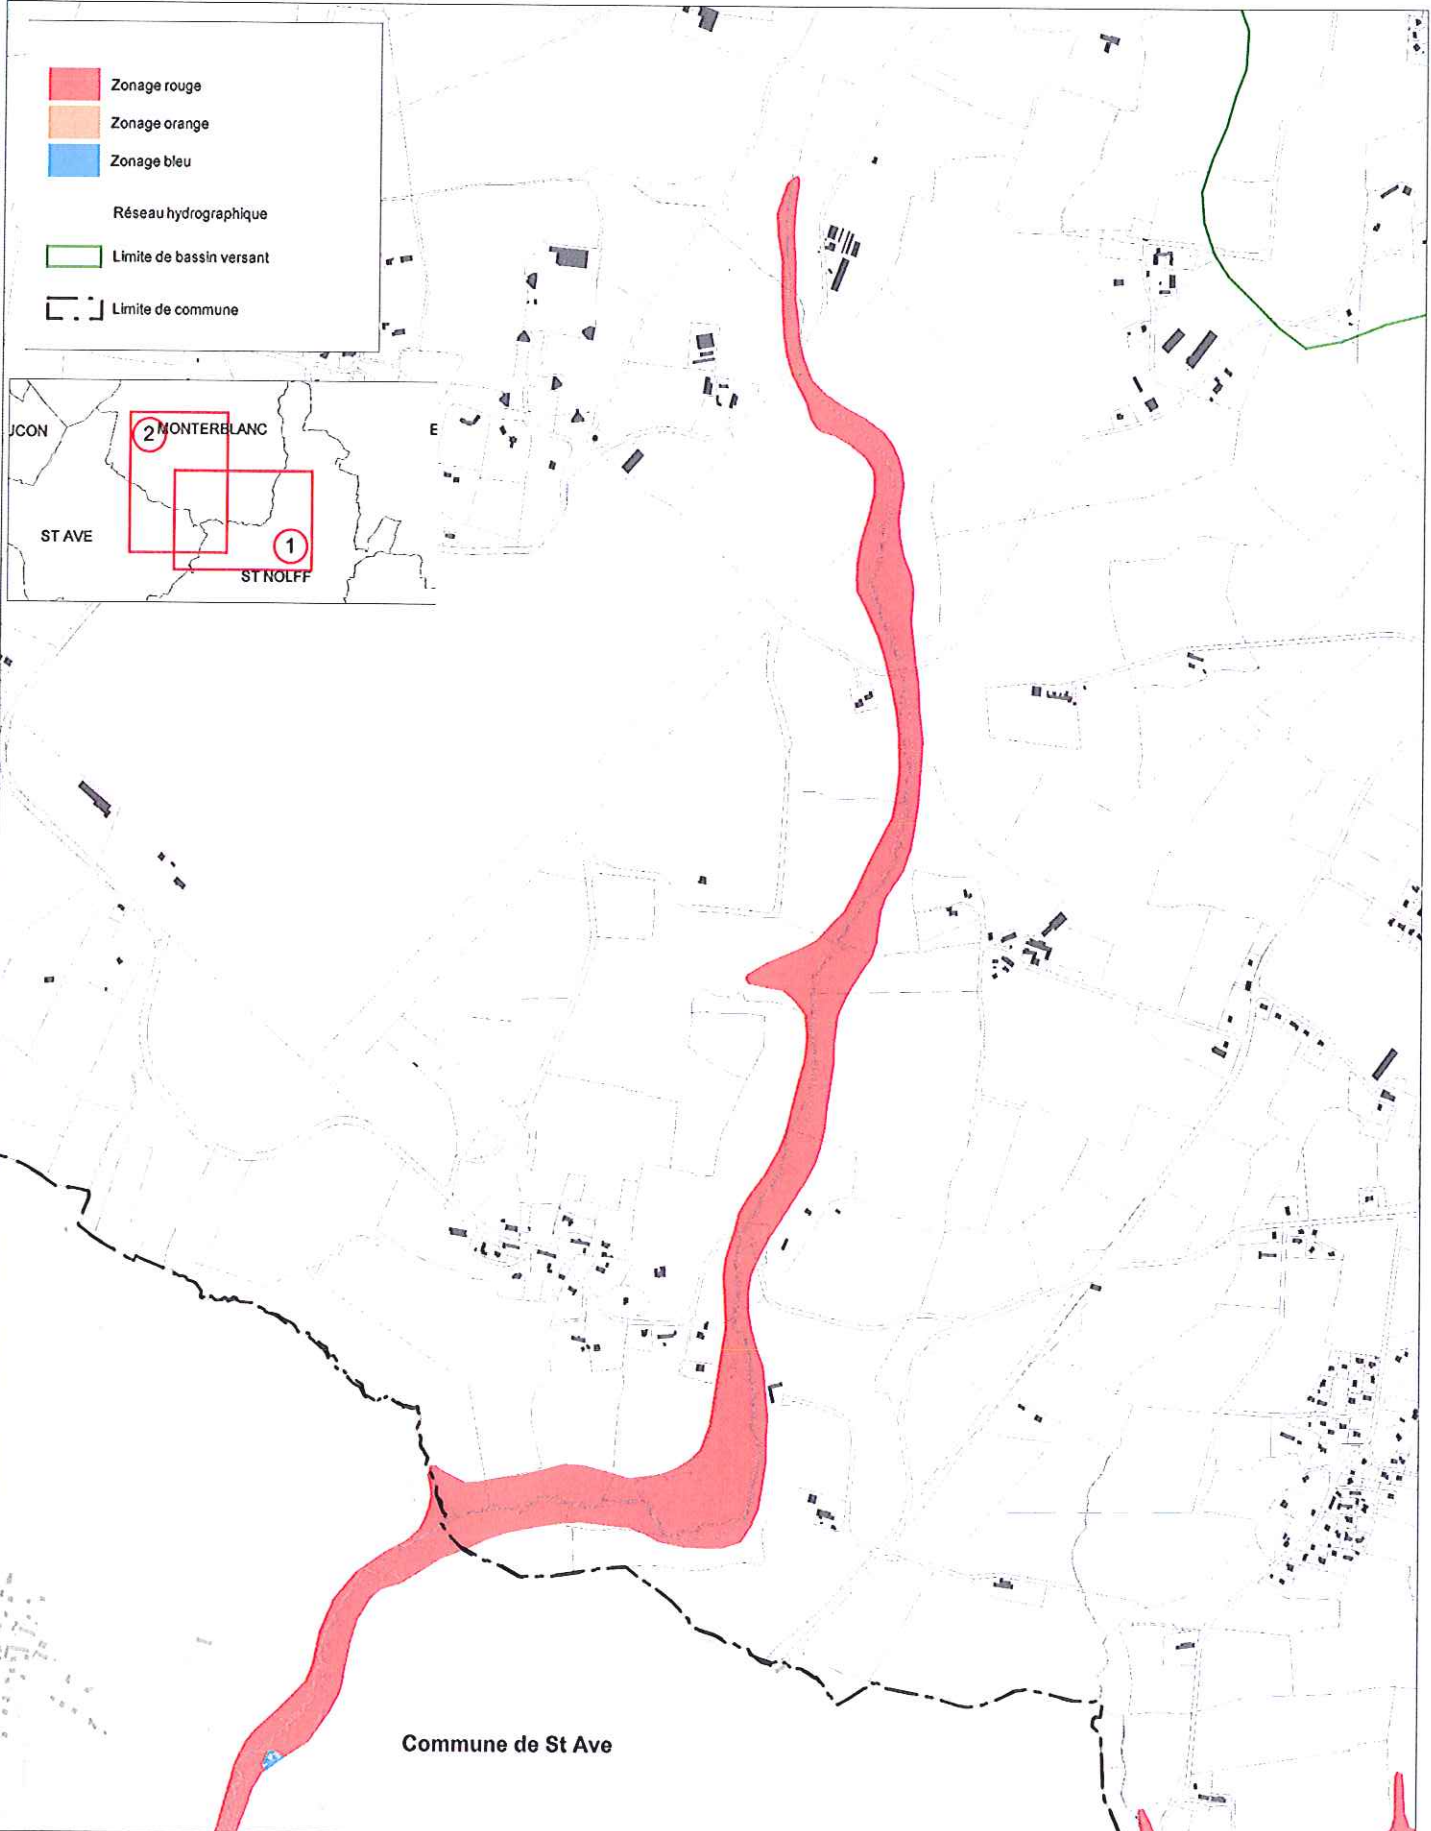 Zonage rouge
Zonage orange
Zonage bleu
Réseau hydrographique
Limite de bassin versant
Limite de commune
JCON
2
MONTERBLANC
E
ST AVE
1
ST NOLFF
Commune de St Ave